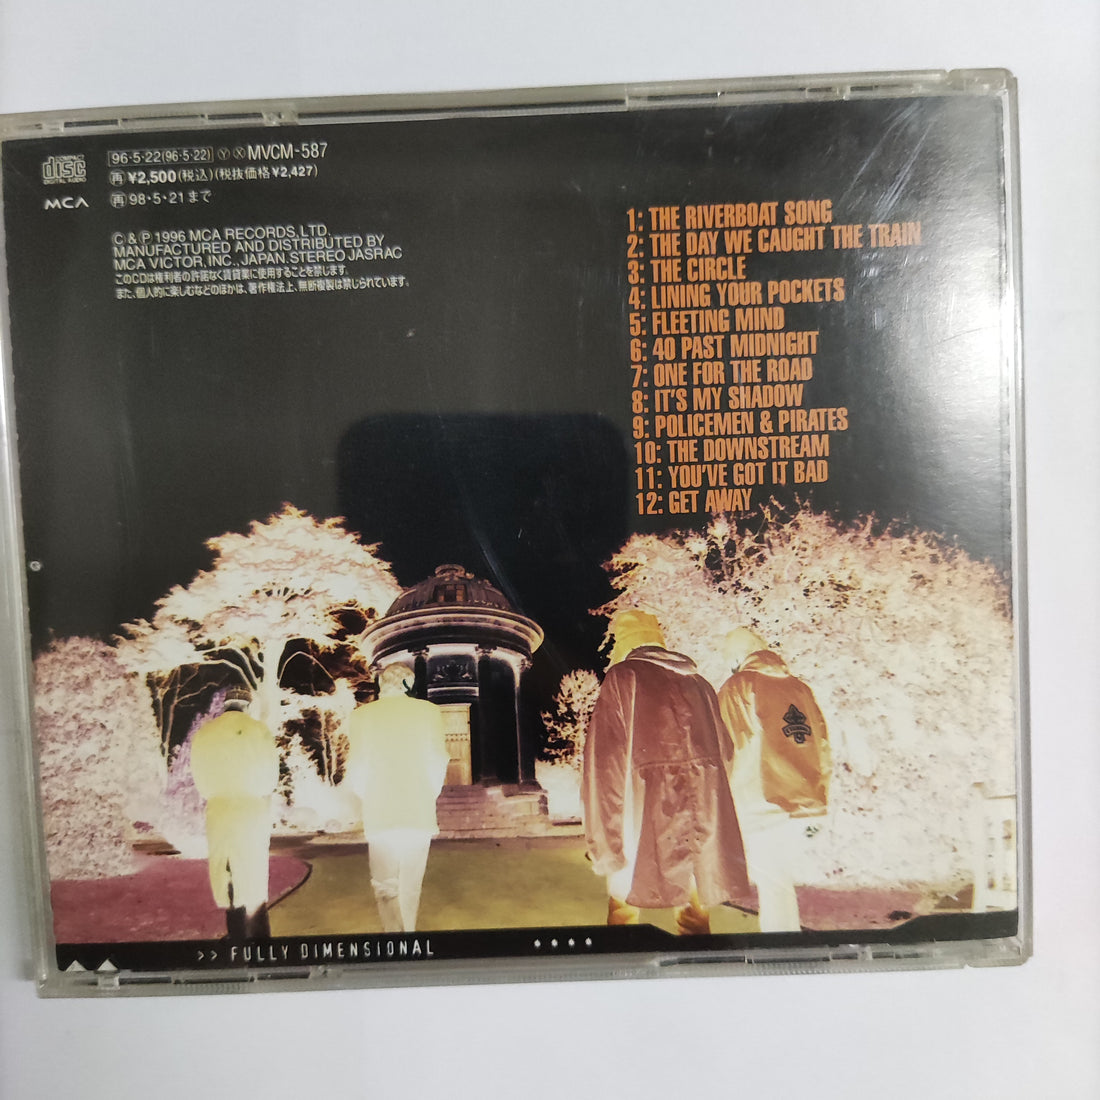 COMPACT
disc
DIGITAL AUDIO
MCA
96·5·22(96·5·22) Ⓨ Ⓧ MVCM-587
再 ¥2,500(税込)(税抜価格¥2,427)
再 98·5·21まで
© & Ⓟ 1996 MCA RECORDS, LTD.
MANUFACTURED AND DISTRIBUTED BY
MCA VICTOR, INC., JAPAN. STEREO JASRAC
このCDは権利者の許諾なく賃貸業に使用することを禁じます。
また、個人的に楽しむなどのほかは、著作権法上、無断複製は禁じられています。
1: THE RIVERBOAT SONG
2: THE DAY WE CAUGHT THE TRAIN
3: THE CIRCLE
4: LINING YOUR POCKETS
5: FLEETING MIND
6: 40 PAST MIDNIGHT
7: ONE FOR THE ROAD
8: IT'S MY SHADOW
9: POLICEMEN & PIRATES
10: THE DOWNSTREAM
11: YOU'VE GOT IT BAD
12: GET AWAY
>> FULLY DIMENSIONAL